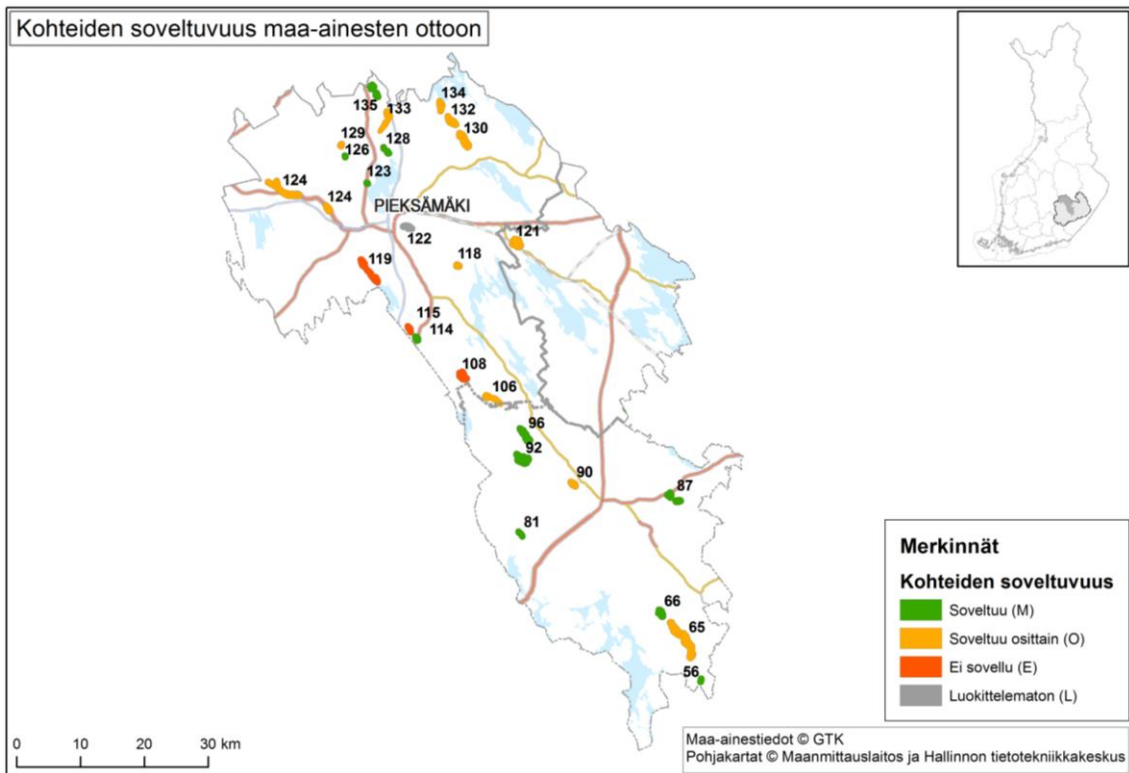 Kohteiden soveltuvuus maa-ainesten ottoon
134
135
133
132
129
128
130
126
123
124
124
PIEKSÄMÄKI
122
121
119
118
115
114
108
106
96
92
90
87
81
66
65
56
Merkinnät
Kohteiden soveltuvuus
Soveltuu (M)
Soveltuu osittain (O)
Ei sovellu (E)
Luokittelematon (L)
0 10 20 30 km
Maa-ainestiedot © GTK
Pohjakartat © Maanmittauslaitos ja Hallinnon tietotekniikkakeskus